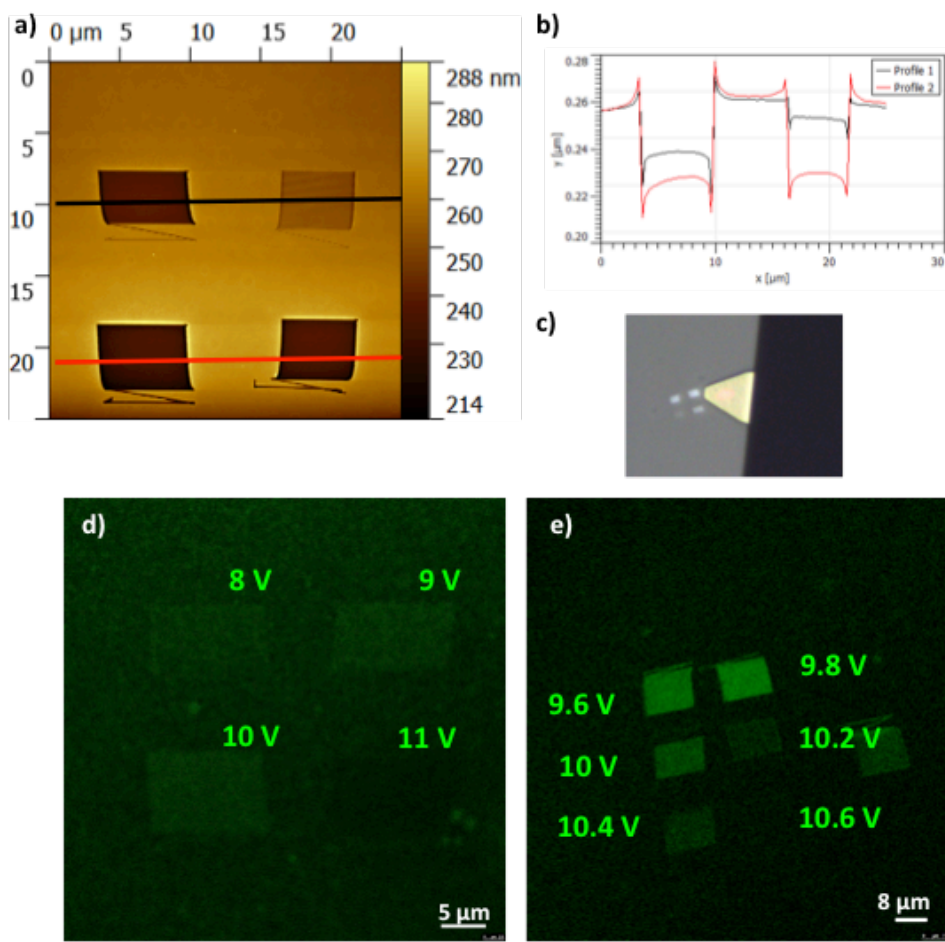 a)
0 µm 5 10 15 20
0
5
10
15
20
288 nm
280
270
260
250
240
230
214
b)
0.28
0.26
0.24
0.22
0.20
y [µm]
Profile 1
Profile 2
0 10 20 30
x [µm]
c)
d)
8 V 9 V
10 V 11 V
5 µm
e)
9.8 V
9.6 V
10 V 10.2 V
10.4 V 10.6 V
8 µm